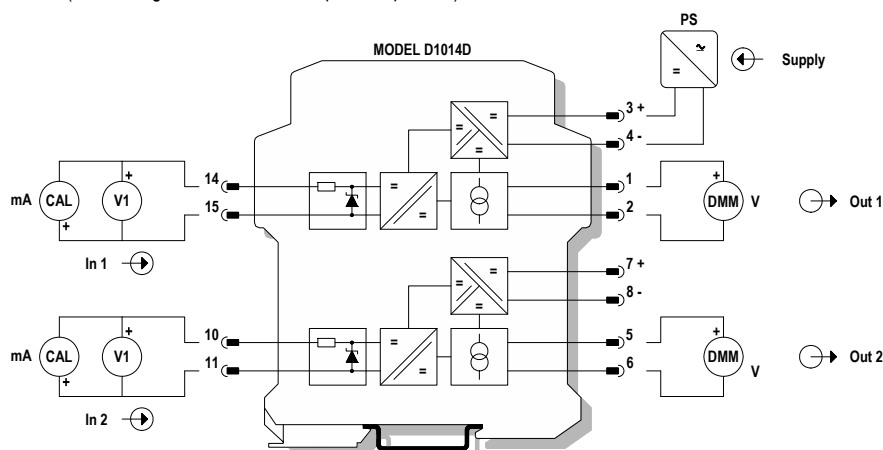 PS
MODEL D1014D
Supply
3 +
4 -
14
1
mA CAL V1 DMM V Out 1
15
2
In 1
7 +
8 -
10
5
mA CAL V1 DMM V Out 2
11
6
In 2